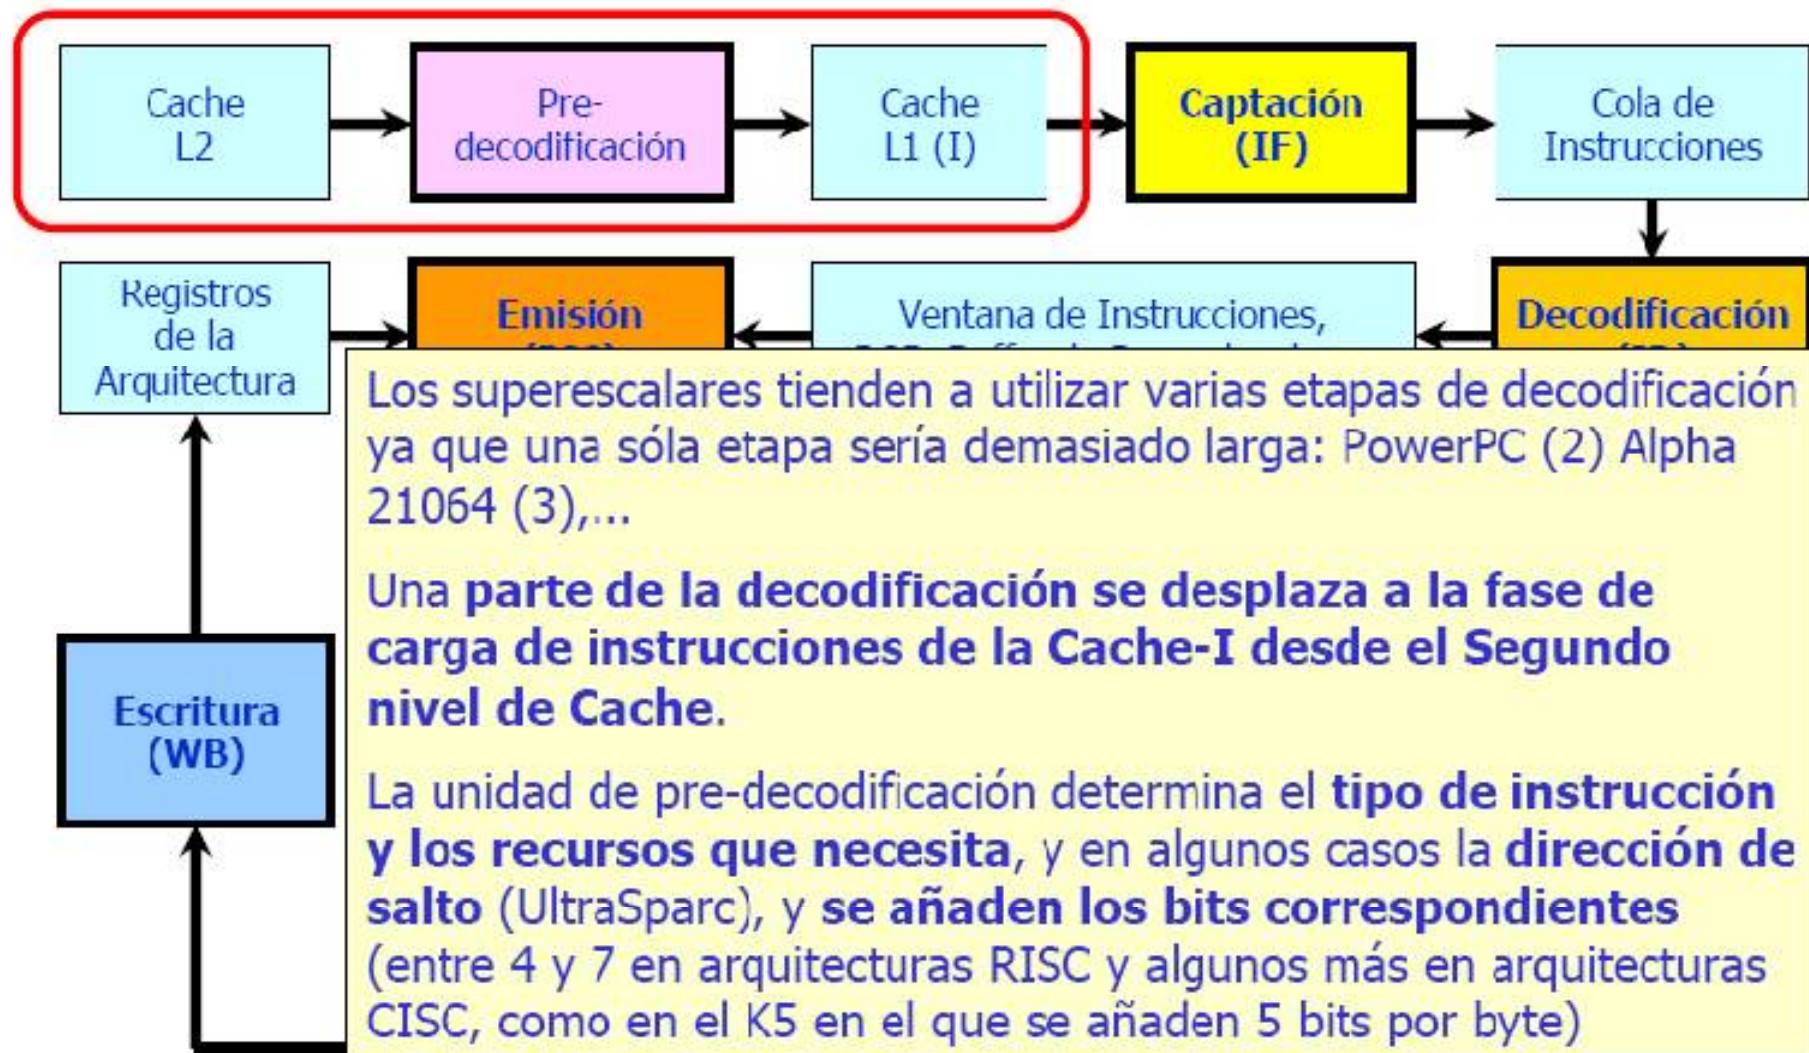 Cache
L2
Pre-
decodificación
Cache
L1 (I)
Captación
(IF)
Cola de
Instrucciones
Registros
de la
Arquitectura
Emisión
Ventana de Instrucciones,
Decodificación
Los superescalares tienden a utilizar varias etapas de decodificación
ya que una sóla etapa sería demasiado larga: PowerPC (2) Alpha
21064 (3),...
Una parte de la decodificación se desplaza a la fase de
carga de instrucciones de la Cache-I desde el Segundo
nivel de Cache.
Escritura
(WB)
La unidad de pre-decodificación determina el tipo de instrucción
y los recursos que necesita, y en algunos casos la dirección de
salto (UltraSparc), y se añaden los bits correspondientes
(entre 4 y 7 en arquitecturas RISC y algunos más en arquitecturas
CISC, como en el K5 en el que se añaden 5 bits por byte)